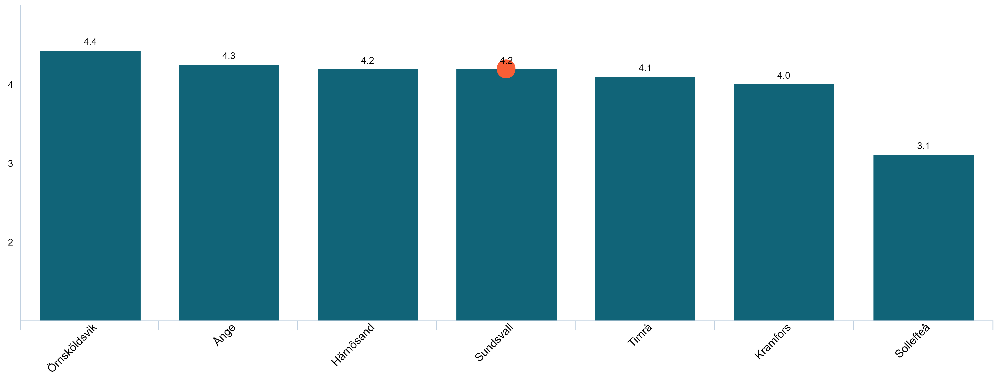 4.4
4.3
4.2
4.2
4.1
4.0
3.1
4
3
2
Örnsköldsvik
Ånge
Härnösand
Sundsvall
Timrå
Kramfors
Sollefteå